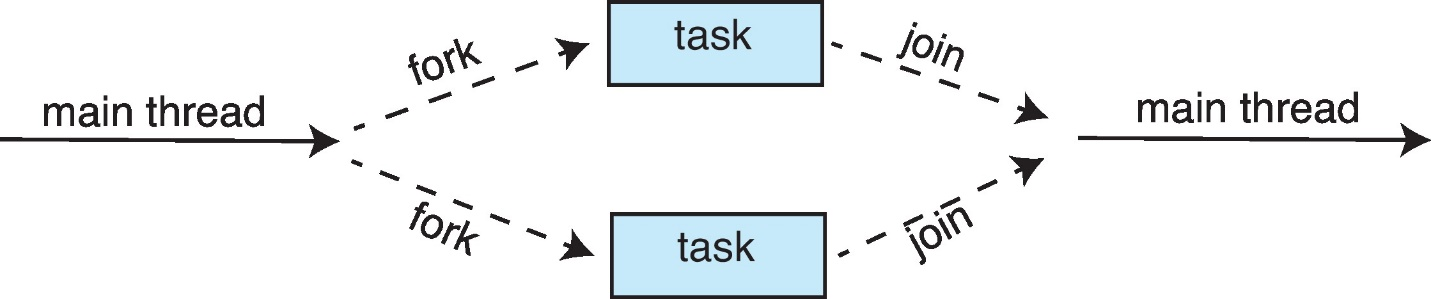 main thread
fork
fork
task
task
join
join
main thread